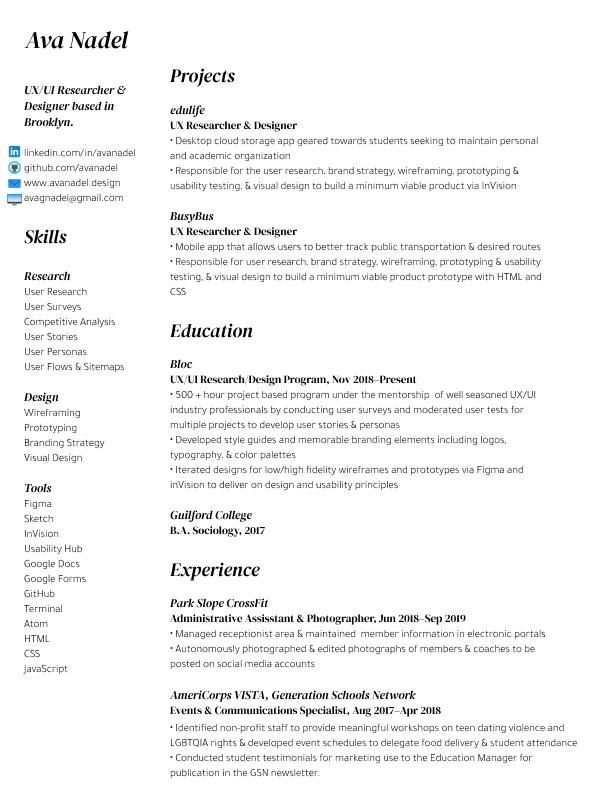 Ava Nadel
UX/UI Researcher &
Designer based in
Brooklyn.
linkedin.com/in/avanadel
github.com/avanadel
www.avanadel.design
avagnadel@gmail.com
Skills
Research
User Research
User Surveys
Competitive Analysis
User Stories
User Personas
User Flows & Sitemaps
Design
Wireframing
Prototyping
Branding Strategy
Visual Design
Tools
Figma
Sketch
InVision
Usability Hub
Google Docs
Google Forms
GitHub
Terminal
Atom
HTML
CSS
JavaScript
Projects
edulife
UX Researcher & Designer
• Desktop cloud storage app geared towards students seeking to maintain personal
and academic organization
• Responsible for the user research, brand strategy, wireframing, prototyping &
usability testing, & visual design to build a minimum viable product via InVision
BusyBus
UX Researcher & Designer
• Mobile app that allows users to better track public transportation & desired routes
• Responsible for user research, brand strategy, wireframing, prototyping & usability
testing, & visual design to build a minimum viable product prototype with HTML and
CSS
Education
Bloc
UX/UI Research/Design Program, Nov 2018–Present
• 500 + hour project based program under the mentorship of well seasoned UX/UI
industry professionals by conducting user surveys and moderated user tests for
multiple projects to develop user stories & personas
• Developed style guides and memorable branding elements including logos,
typography, & color palettes
• Iterated designs for low/high fidelity wireframes and prototypes via Figma and
inVision to deliver on design and usability principles
Guilford College
B.A. Sociology, 2017
Experience
Park Slope CrossFit
Administrative Assisstant & Photographer, Jun 2018–Sep 2019
• Managed receptionist area & maintained member information in electronic portals
• Autonomously photographed & edited photographs of members & coaches to be
posted on social media accounts
AmeriCorps VISTA, Generation Schools Network
Events & Communications Specialist, Aug 2017–Apr 2018
• Identified non-profit staff to provide meaningful workshops on teen dating violence and
LGBTQIA rights & developed event schedules to delegate food delivery & student attendance
• Conducted student testimonials for marketing use to the Education Manager for
publication in the GSN newsletter.